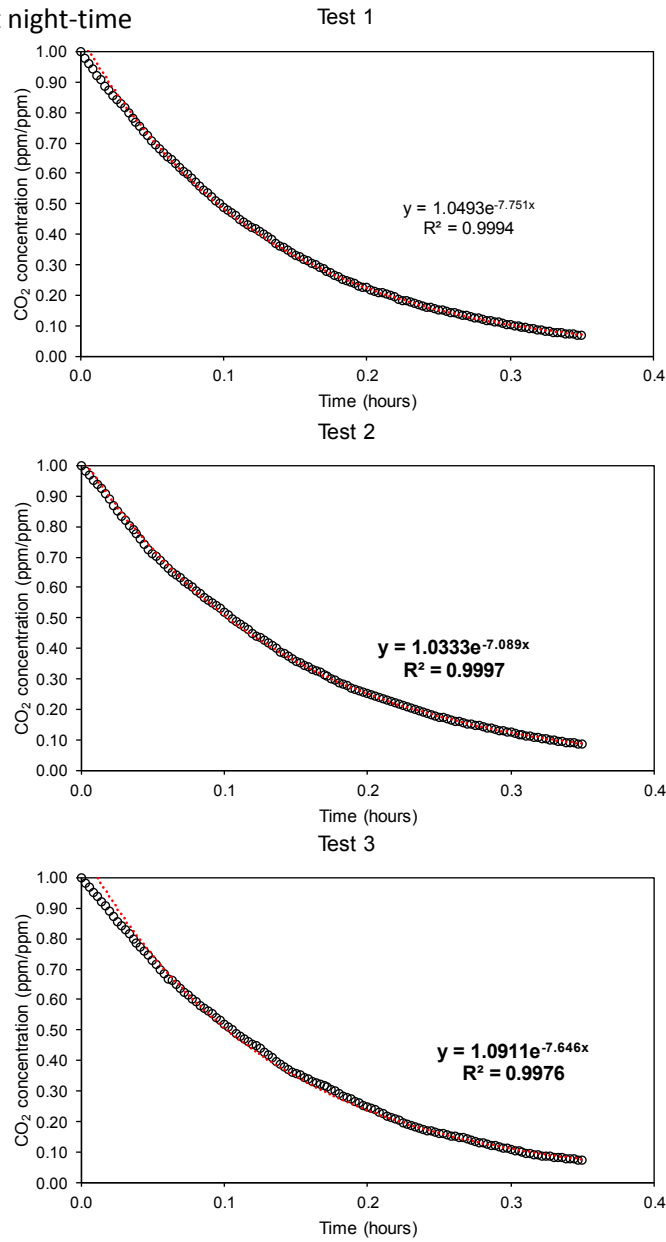 night-time
Test 1
CO₂ concentration (ppm/ppm)
1.00
0.90
0.80
0.70
0.60
0.50
0.40
0.30
0.20
0.10
0.00
y = 1.0493e^-7.751x
R² = 0.9994
0.0 0.1 0.2 0.3 0.4
Time (hours)
Test 2
CO₂ concentration (ppm/ppm)
1.00
0.90
0.80
0.70
0.60
0.50
0.40
0.30
0.20
0.10
0.00
y = 1.0333e^-7.089x
R² = 0.9997
0.0 0.1 0.2 0.3 0.4
Time (hours)
Test 3
CO₂ concentration (ppm/ppm)
1.00
0.90
0.80
0.70
0.60
0.50
0.40
0.30
0.20
0.10
0.00
y = 1.0911e^-7.646x
R² = 0.9976
0.0 0.1 0.2 0.3 0.4
Time (hours)